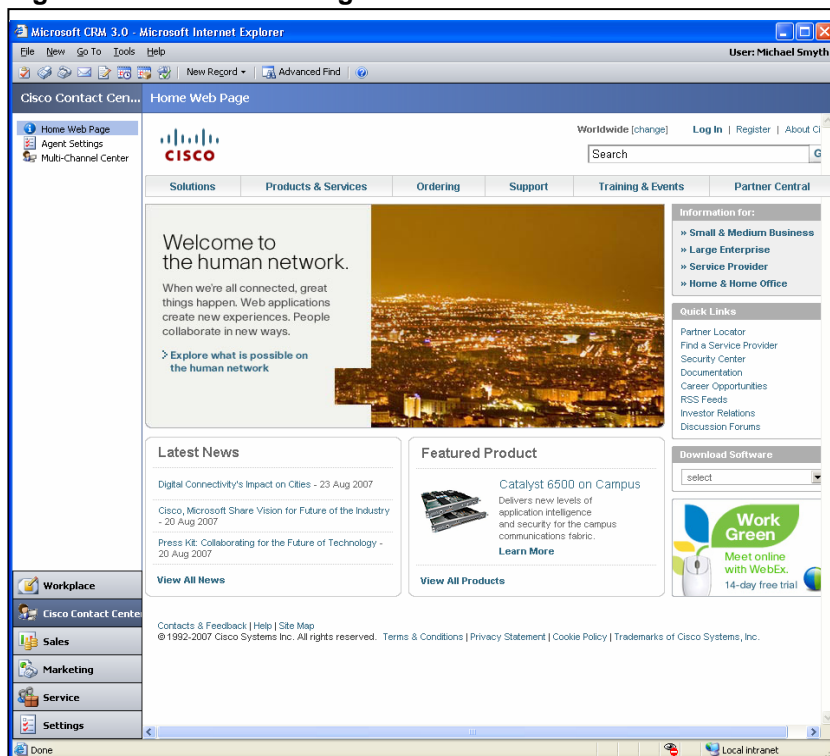 Microsoft CRM 3.0 - Microsoft Internet Explorer
File New Go To Tools Help
User: Michael Smyth
New Record
Advanced Find
Cisco Contact Cen...
Home Web Page
Home Web Page
Agent Settings
Multi-Channel Center
CISCO
Worldwide [change]
Log In | Register | About
Search
Solutions
Products & Services
Ordering
Support
Training & Events
Partner Central
Welcome to
the human network.
When we're all connected, great
things happen. Web applications
create new experiences. People
collaborate in new ways.
Explore what is possible on
the human network
Information for:
» Small & Medium Business
» Large Enterprise
» Service Provider
» Home & Home Office
Quick Links
Partner Locator
Find a Service Provider
Security Center
Documentation
Career Opportunities
RSS Feeds
Investor Relations
Discussion Forums
Latest News
Digital Connectivity's Impact on Cities - 23 Aug 2007
Cisco, Microsoft Share Vision for Future of the Industry
- 20 Aug 2007
Press Kit: Collaborating for the Future of Technology -
20 Aug 2007
View All News
Featured Product
Catalyst 6500 on Campus
Delivers new levels of
application intelligence
and security for the campus
communications fabric.
Learn More
View All Products
Download Software
select
Work
Green
Meet online
with WebEx.
14-day free trial
Workplace
Cisco Contact Cente
Sales
Marketing
Service
Settings
Contacts & Feedback | Help | Site Map
© 1992-2007 Cisco Systems Inc. All rights reserved. Terms & Conditions | Privacy Statement | Cookie Policy | Trademarks of Cisco Systems, Inc.
Done
Local intranet